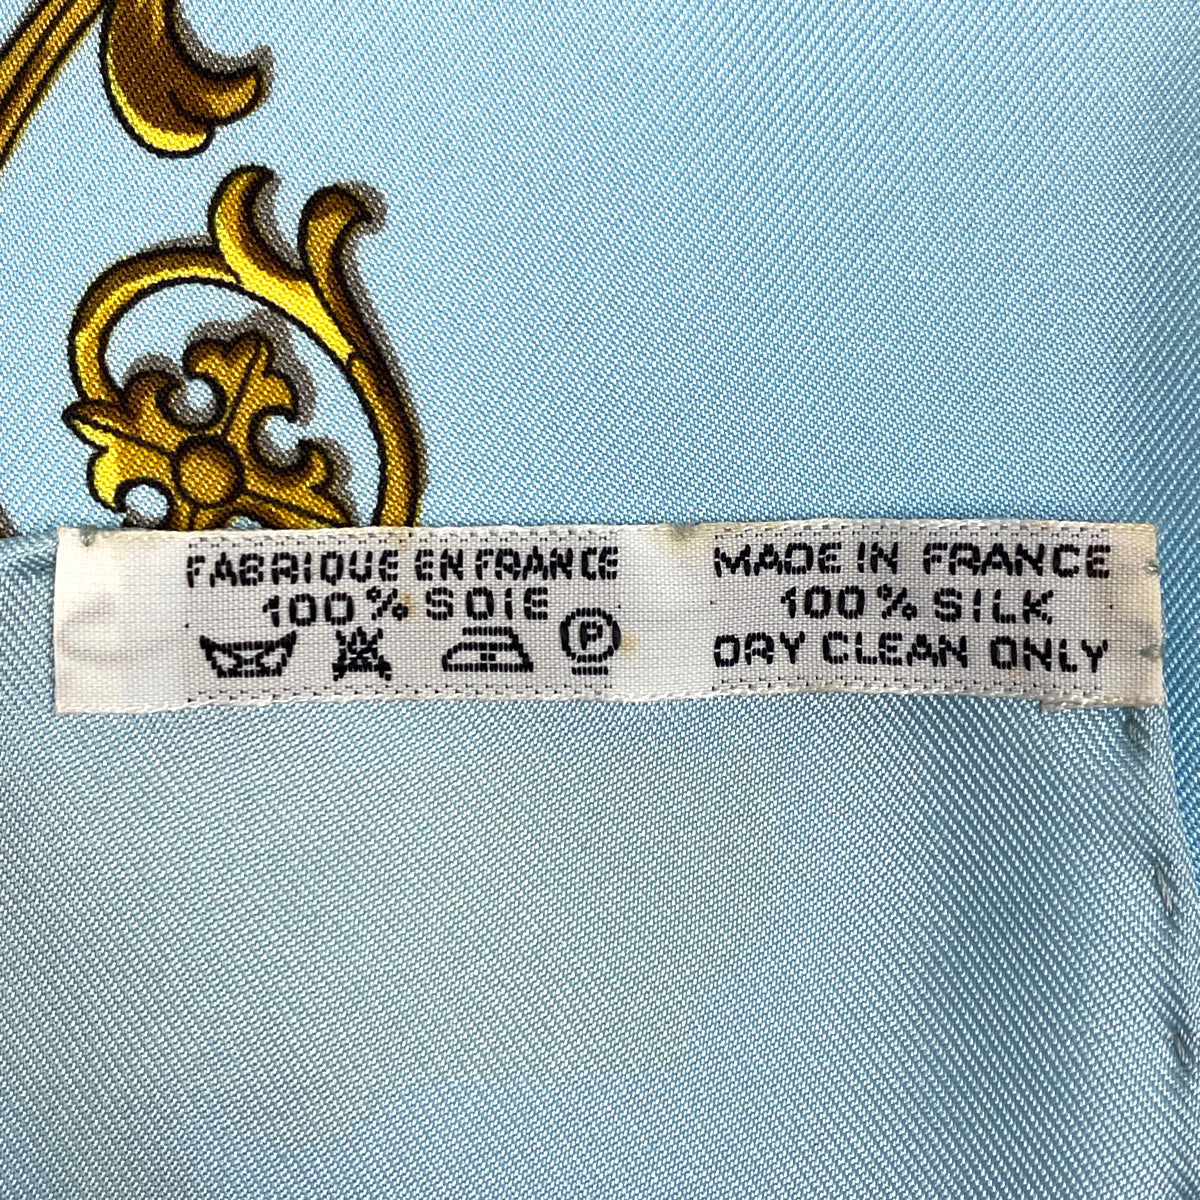 FABRIQUE EN FRANCE
100% SOIE
P
MADE IN FRANCE
100% SILK
DRY CLEAN ONLY